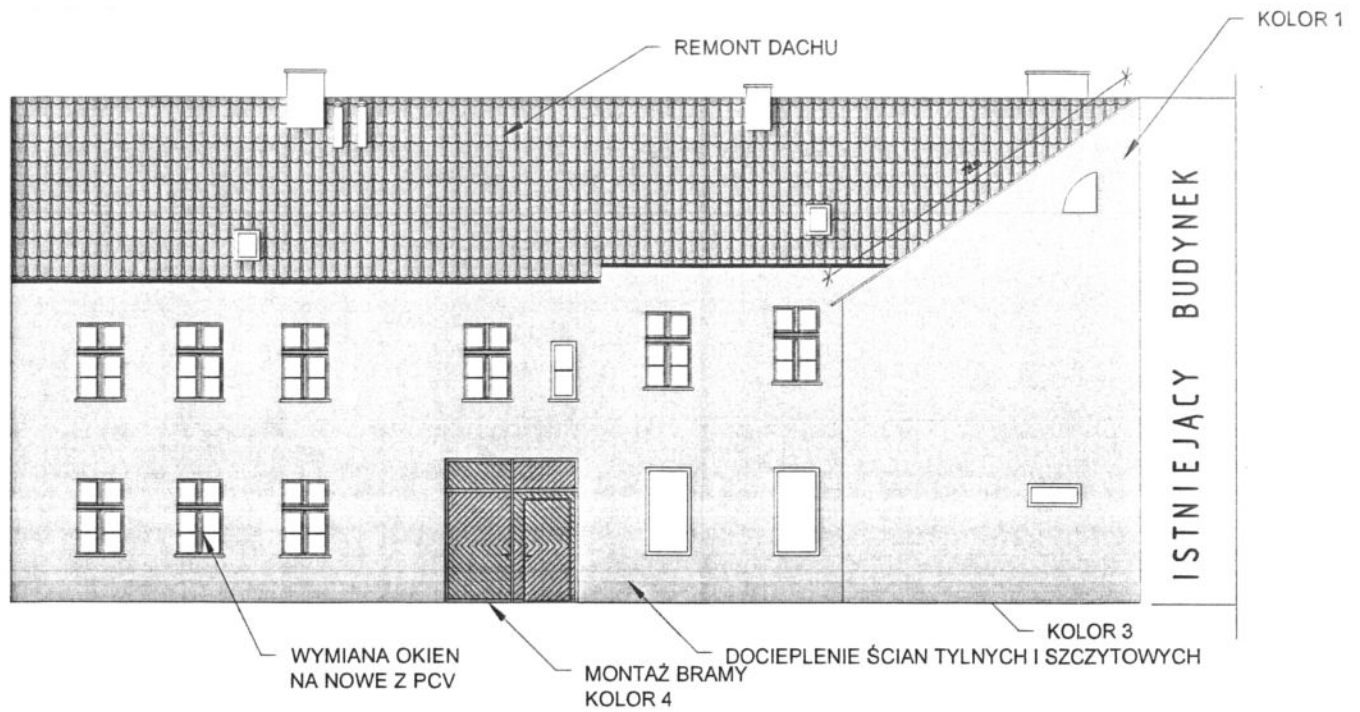 KOLOR 1
REMONT DACHU
ISTNIEJĄCY BUDYNEK
KOLOR 3
DOCIEPLENIE ŚCIAN TYLNYCH I SZCZYTOWYCH
WYMIANA OKIEN
NA NOWE Z PCV
MONTAŻ BRAMY
KOLOR 4